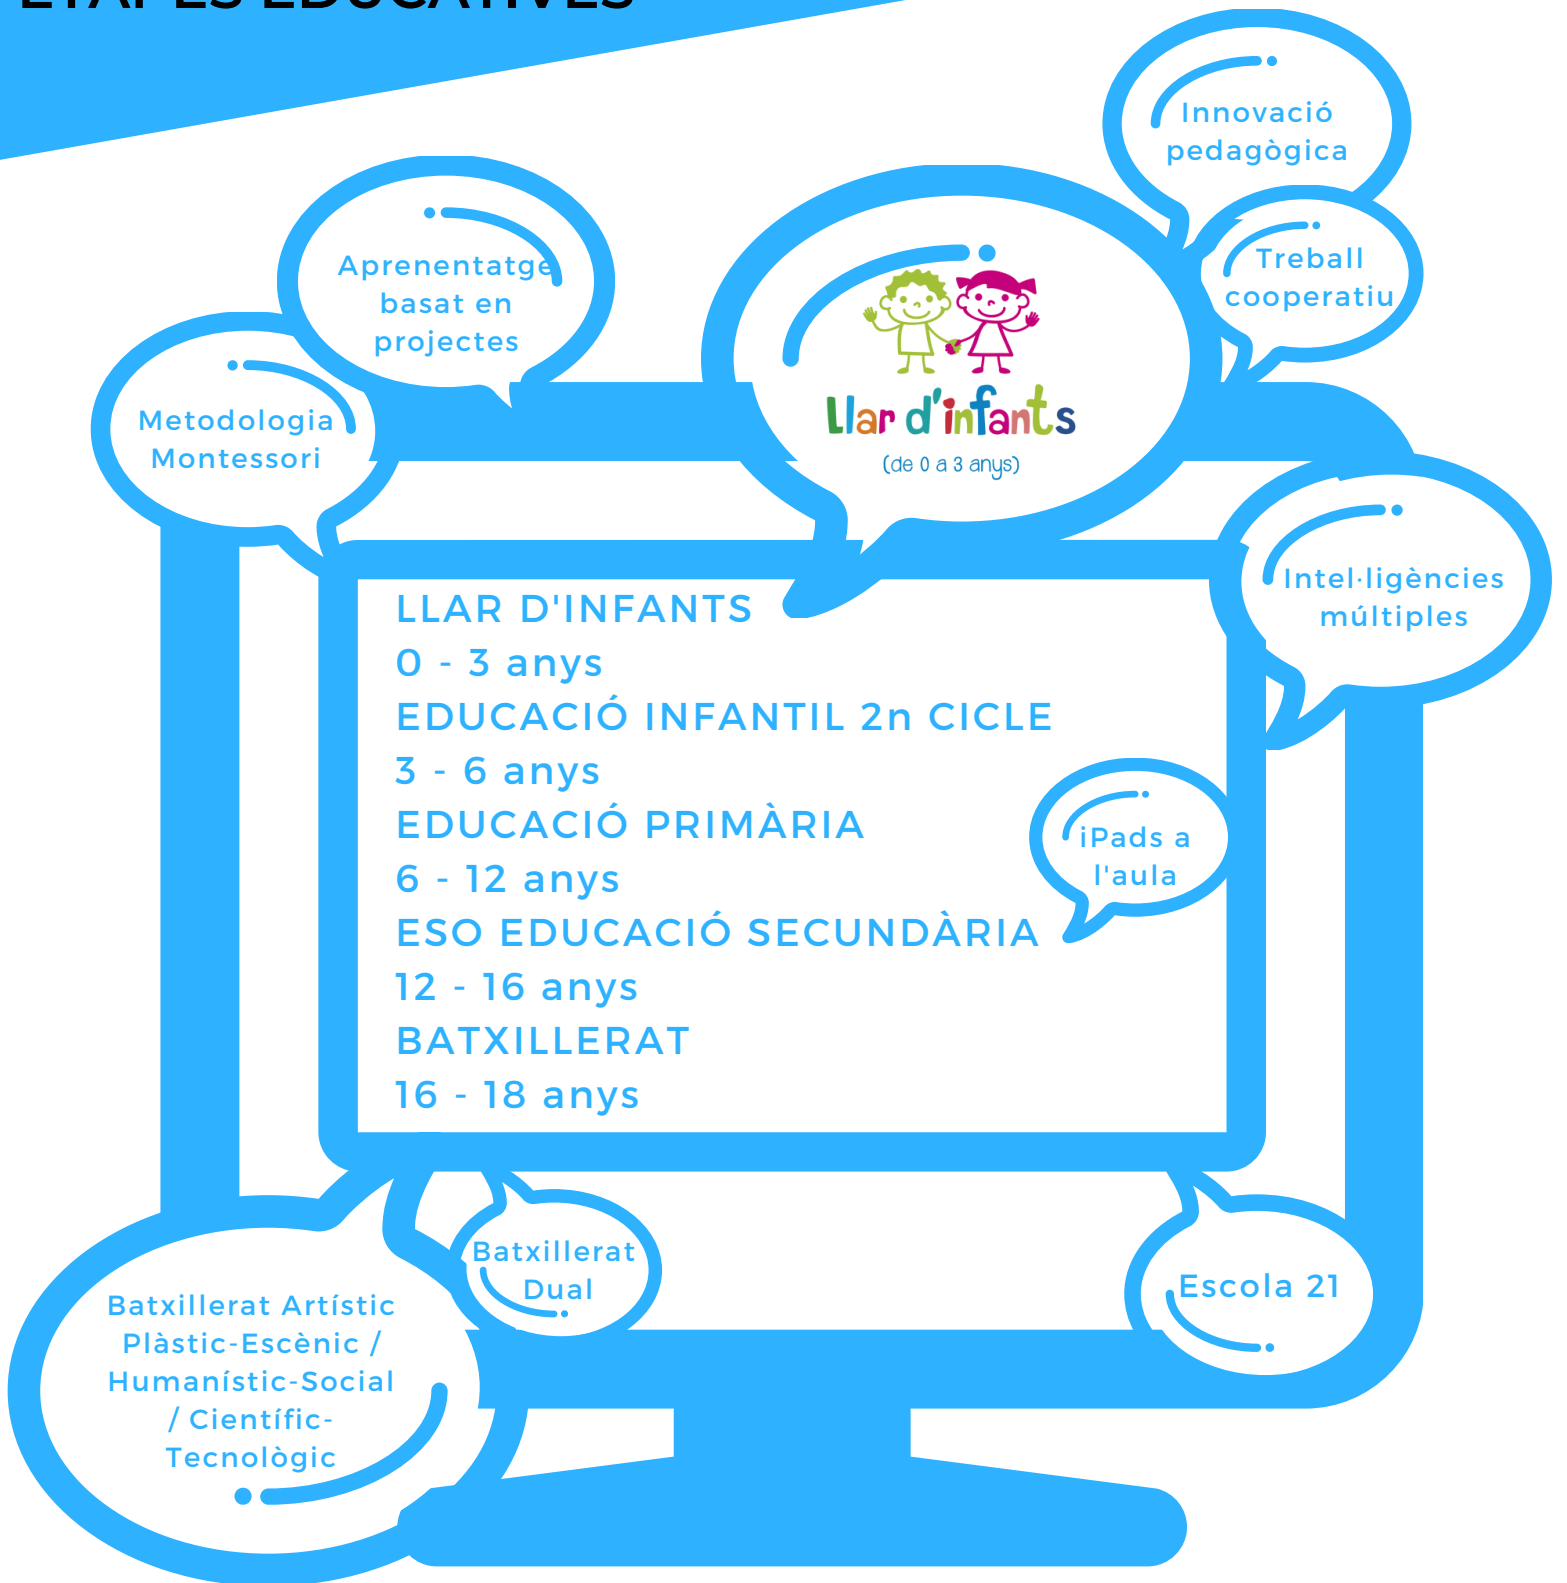 ETAPES EDUCATIVES
Innovació
pedagògica
Treball
cooperatiu
Aprenentatge
basat en
projectes
Metodologia
Montessori
Llar d'infants
(de 0 a 3 anys)
Intel·ligències
múltiples
LLAR D'INFANTS
0 - 3 anys
EDUCACIÓ INFANTIL 2n CICLE
3 - 6 anys
EDUCACIÓ PRIMÀRIA
6 - 12 anys
ESO EDUCACIÓ SECUNDÀRIA
12 - 16 anys
BATXILLERAT
16 - 18 anys
iPads a
l'aula
Batxillerat
Dual
Escola 21
Batxillerat Artístic
Plàstic-Escènic /
Humanístic-Social
/ Científic-
Tecnològic